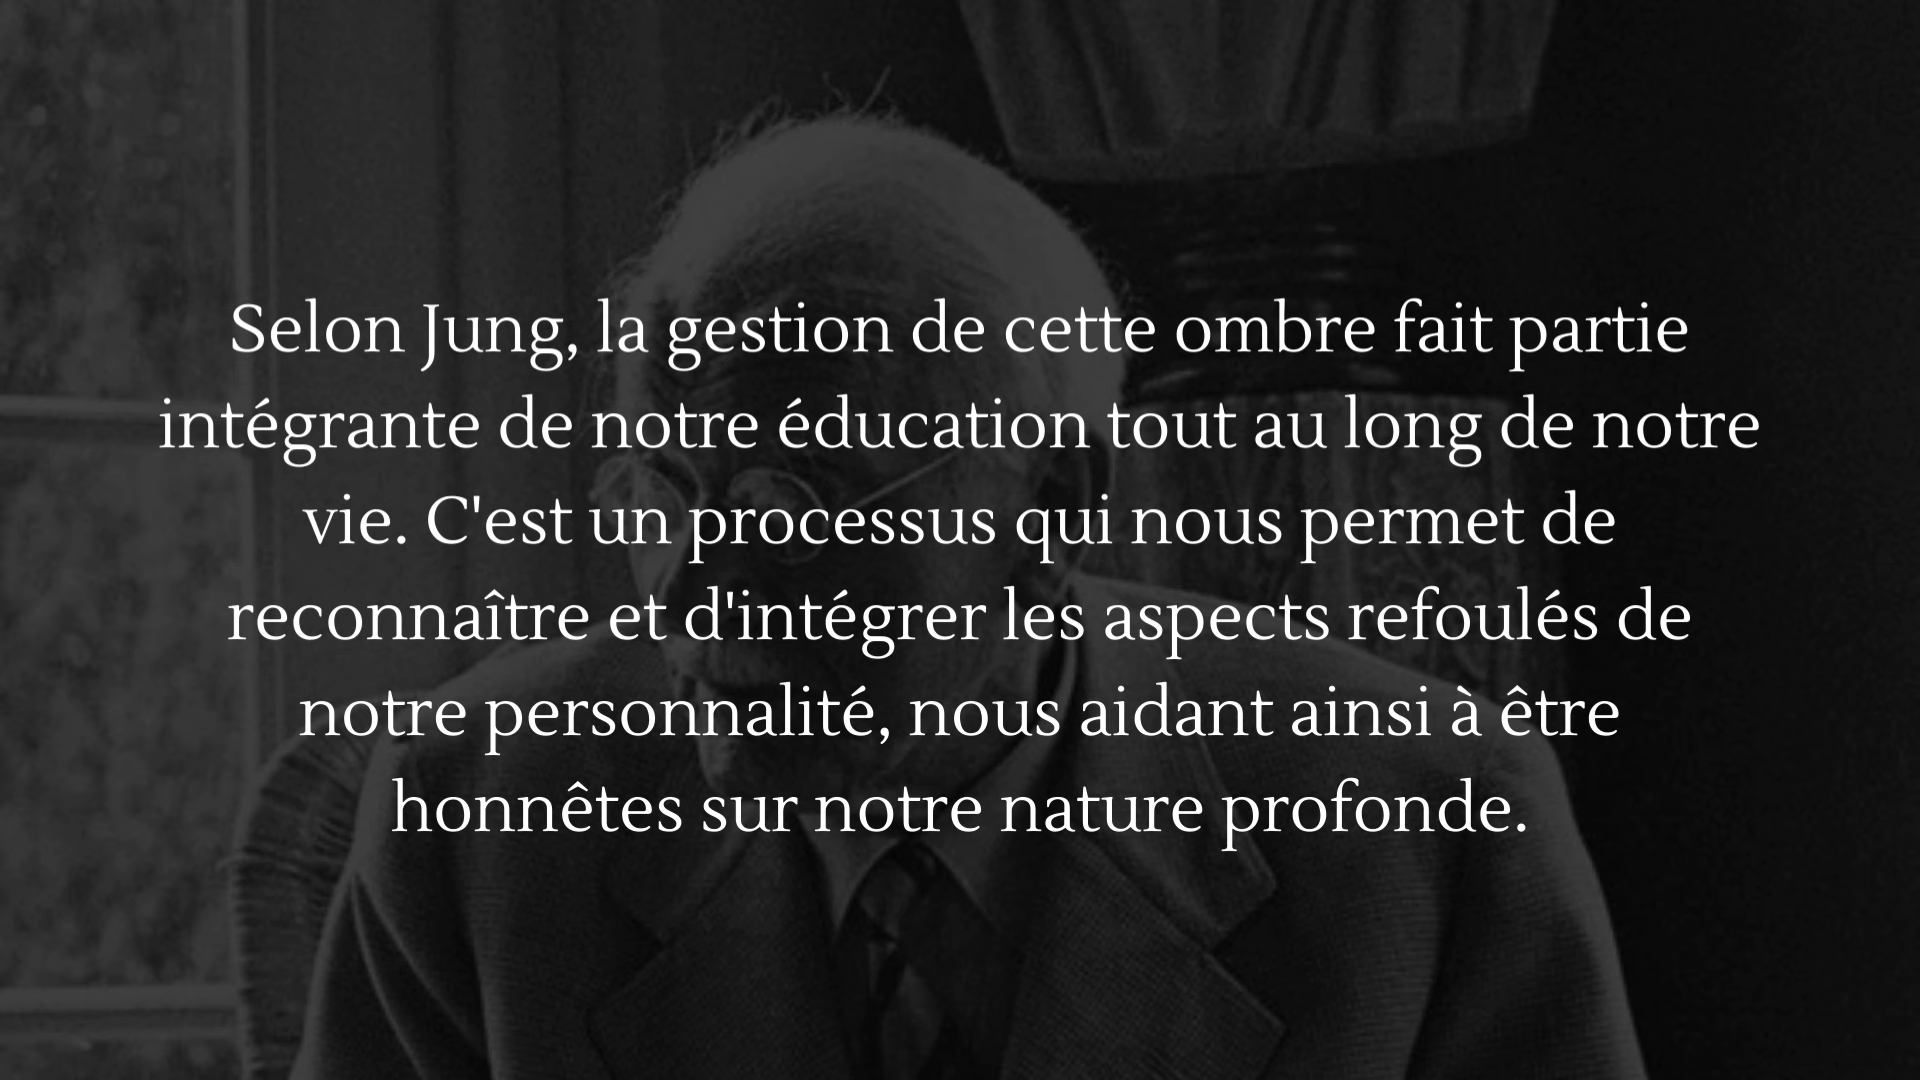 Selon Jung, la gestion de cette ombre fait partie
intégrante de notre éducation tout au long de notre
vie. C'est un processus qui nous permet de
reconnaître et d'intégrer les aspects refoulés de
notre personnalité, nous aidant ainsi à être
honnêtes sur notre nature profonde.